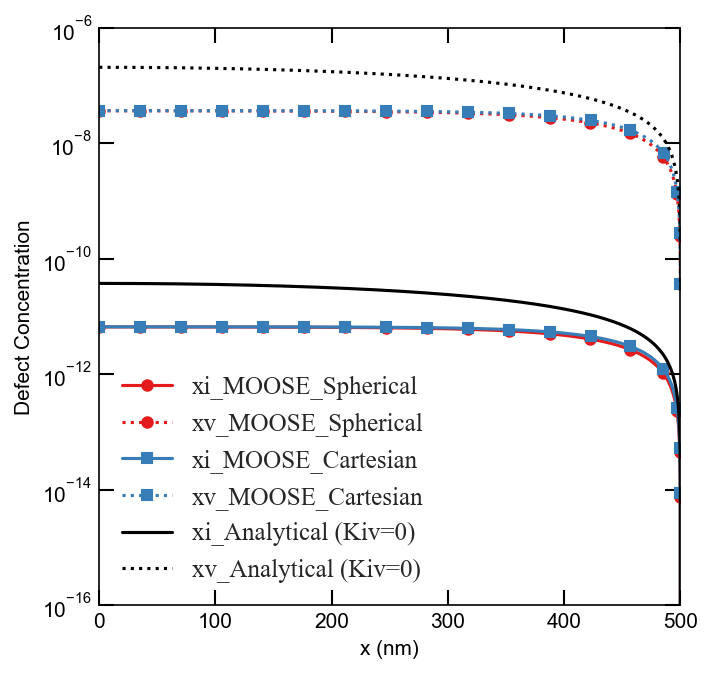 10⁻⁶
10⁻⁸
10⁻¹⁰
10⁻¹²
10⁻¹⁴
10⁻¹⁶
Defect Concentration
xi_MOOSE_Spherical
xv_MOOSE_Spherical
xi_MOOSE_Cartesian
xv_MOOSE_Cartesian
xi_Analytical (Kiv=0)
xv_Analytical (Kiv=0)
0 100 200 300 400 500
x (nm)